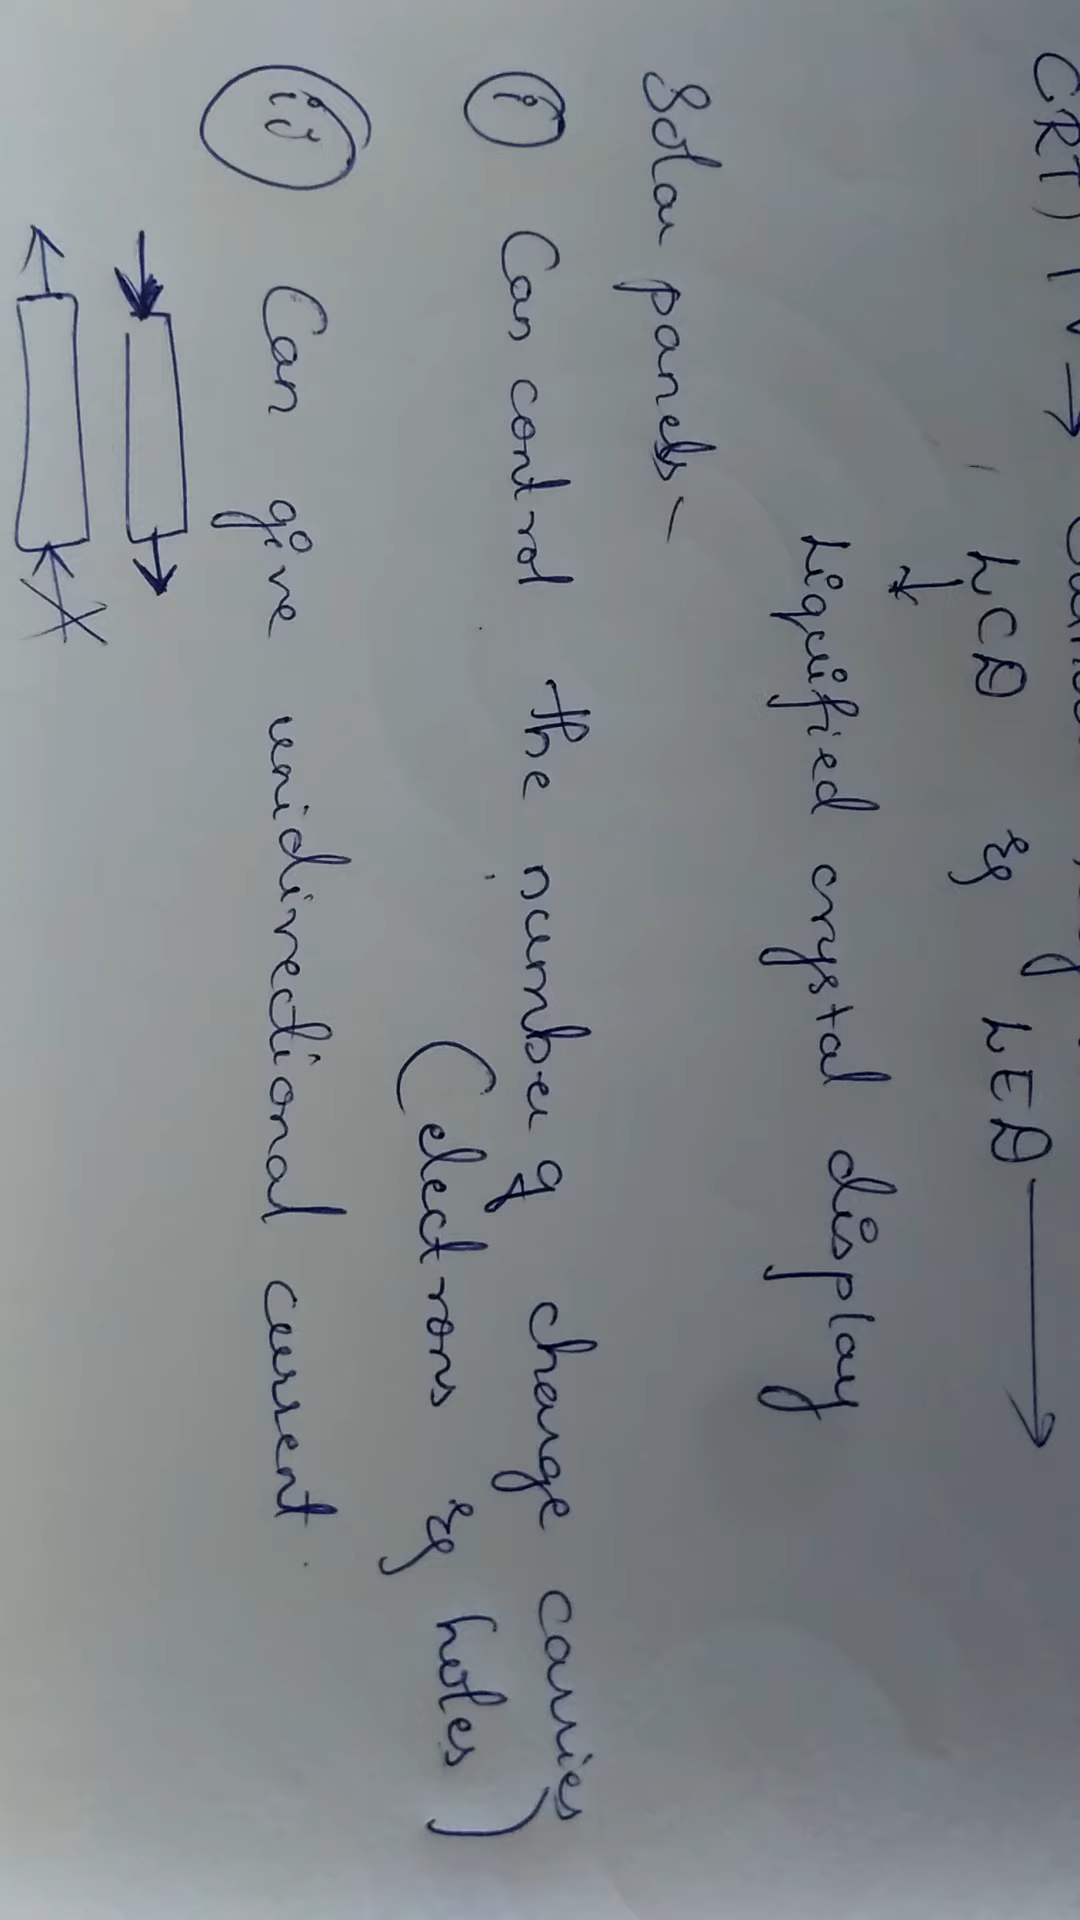 CRT) TV →
LCD & LED →
↓
Liquified crystal display
Solar panels -
(i) Can control the number of charge carries
(electrons & holes)
(ii) Can give unidirectional current.